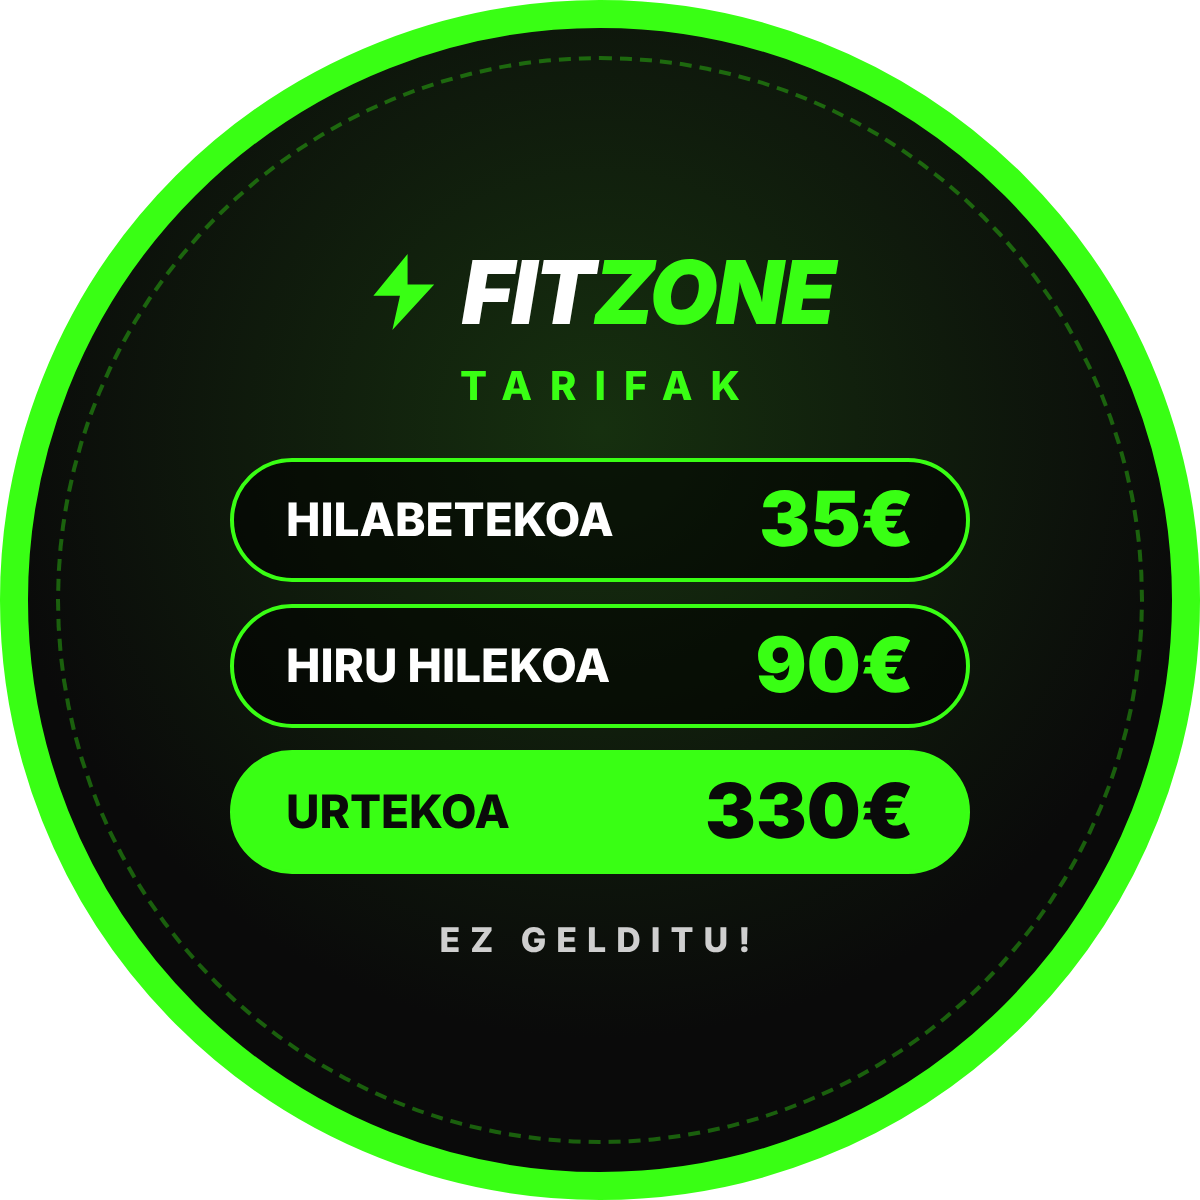 FITZONE
TARIFAK
HILABETEKOA 35€
HIRU HILEKOA 90€
URTEKOA 330€
EZ GELDITU!